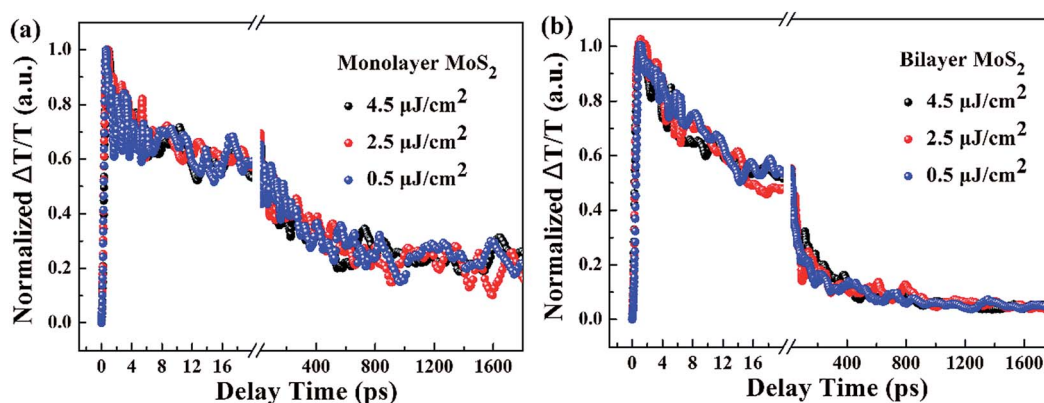 (a)
Normalized ΔT/T (a.u.)
1.0
0.8
0.6
0.4
0.2
0.0
Monolayer MoS2
4.5 μJ/cm2
2.5 μJ/cm2
0.5 μJ/cm2
0 4 8 12 16 400 800 1200 1600
Delay Time (ps)
(b)
Normalized ΔT/T (a.u.)
1.0
0.8
0.6
0.4
0.2
0.0
Bilayer MoS2
4.5 μJ/cm2
2.5 μJ/cm2
0.5 μJ/cm2
0 4 8 12 16 400 800 1200 1600
Delay Time (ps)